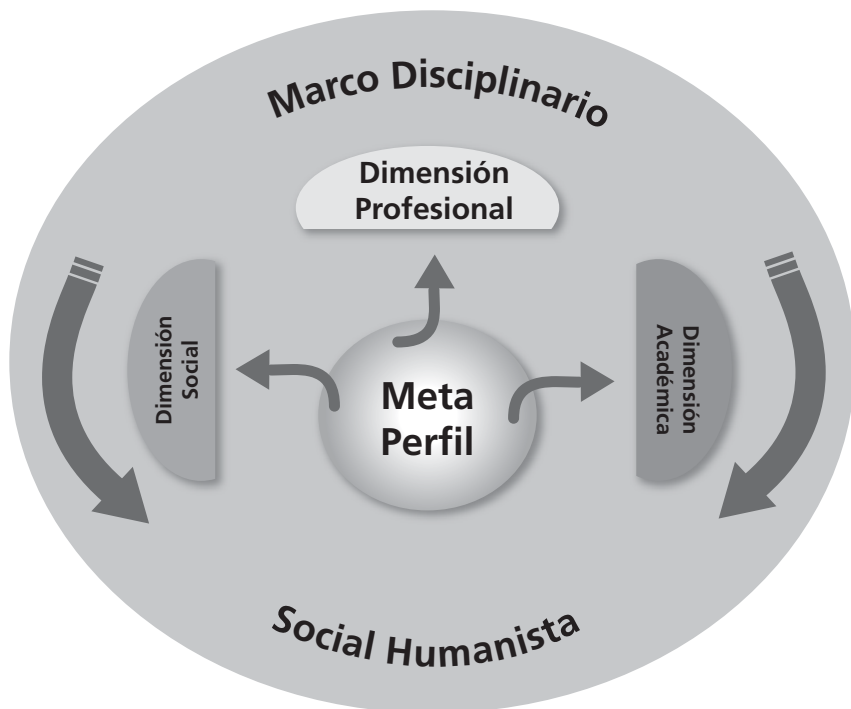 Marco Disciplinario
Dimensión
Profesional
Dimensión
Social
Meta
Perfil
Dimensión
Académica
Social Humanista